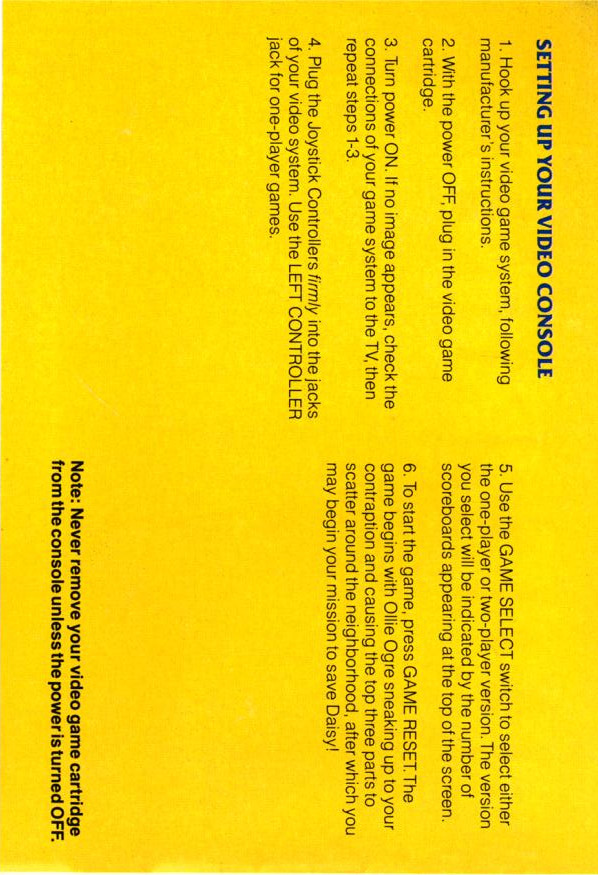 SETTING UP YOUR VIDEO CONSOLE
1. Hook up your video game system, following
manufacturer's instructions.
2. With the power OFF, plug in the video game
cartridge.
3. Turn power ON. If no image appears, check the
connections of your game system to the TV, then
repeat steps 1-3.
4. Plug the Joystick Controllers firmly into the jacks
of your video system. Use the LEFT CONTROLLER
jack for one-player games.
5. Use the GAME SELECT switch to select either
the one-player or two-player version. The version
you select will be indicated by the number of
scoreboards appearing at the top of the screen.
6. To start the game, press GAME RESET. The
game begins with Ollie Ogre sneaking up to your
contraption and causing the top three parts to
scatter around the neighborhood, after which you
may begin your mission to save Daisy!
Note: Never remove your video game cartridge
from the console unless the power is turned OFF.